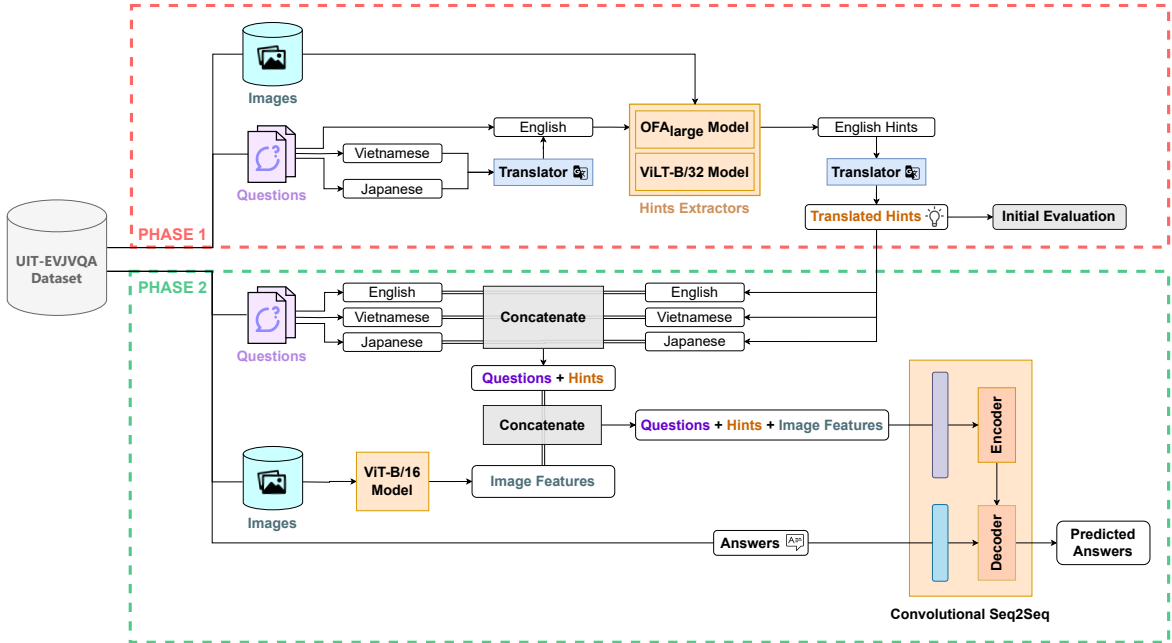 Images
Questions
English
Vietnamese
Japanese
Translator
OFAlarge Model
ViLT-B/32 Model
Hints Extractors
English Hints
Translator
Translated Hints
Initial Evaluation
PHASE 1
UIT-EVJVQA
Dataset
PHASE 2
Questions
English
Vietnamese
Japanese
Concatenate
English
Vietnamese
Japanese
Questions + Hints
Concatenate
Questions + Hints + Image Features
Images
ViT-B/16
Model
Image Features
Answers
Encoder
Decoder
Predicted
Answers
Convolutional Seq2Seq